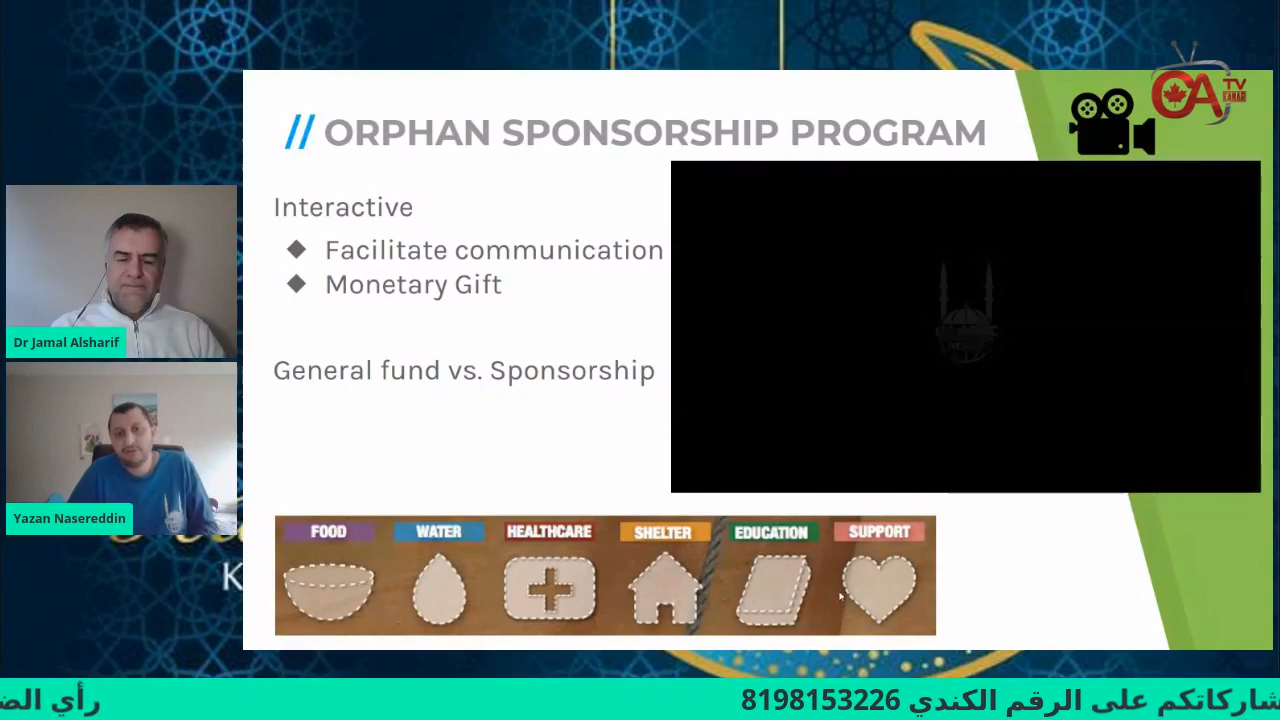 // ORPHAN SPONSORSHIP PROGRAM
CA TV
Interactive
◆ Facilitate communication
◆ Monetary Gift
General fund vs. Sponsorship
Dr Jamal Alsharif
Yazan Nasereddin
K
FOOD WATER HEALTHCARE SHELTER EDUCATION SUPPORT
شاركاتكم على الرقم الكندي 8198153226
رأي الض